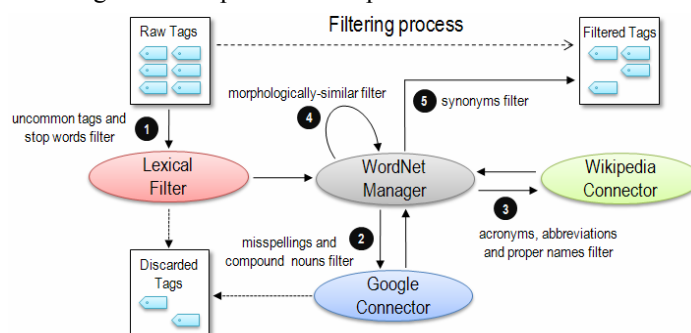 Raw Tags
Filtering process
Filtered Tags
morphologically-similar filter
5 synonyms filter
4
uncommon tags and
stop words filter
1
Lexical
Filter
WordNet
Manager
Wikipedia
Connector
3
acronyms, abbreviations
and proper names filter
misspellings and
compound nouns filter
2
Discarded
Tags
Google
Connector